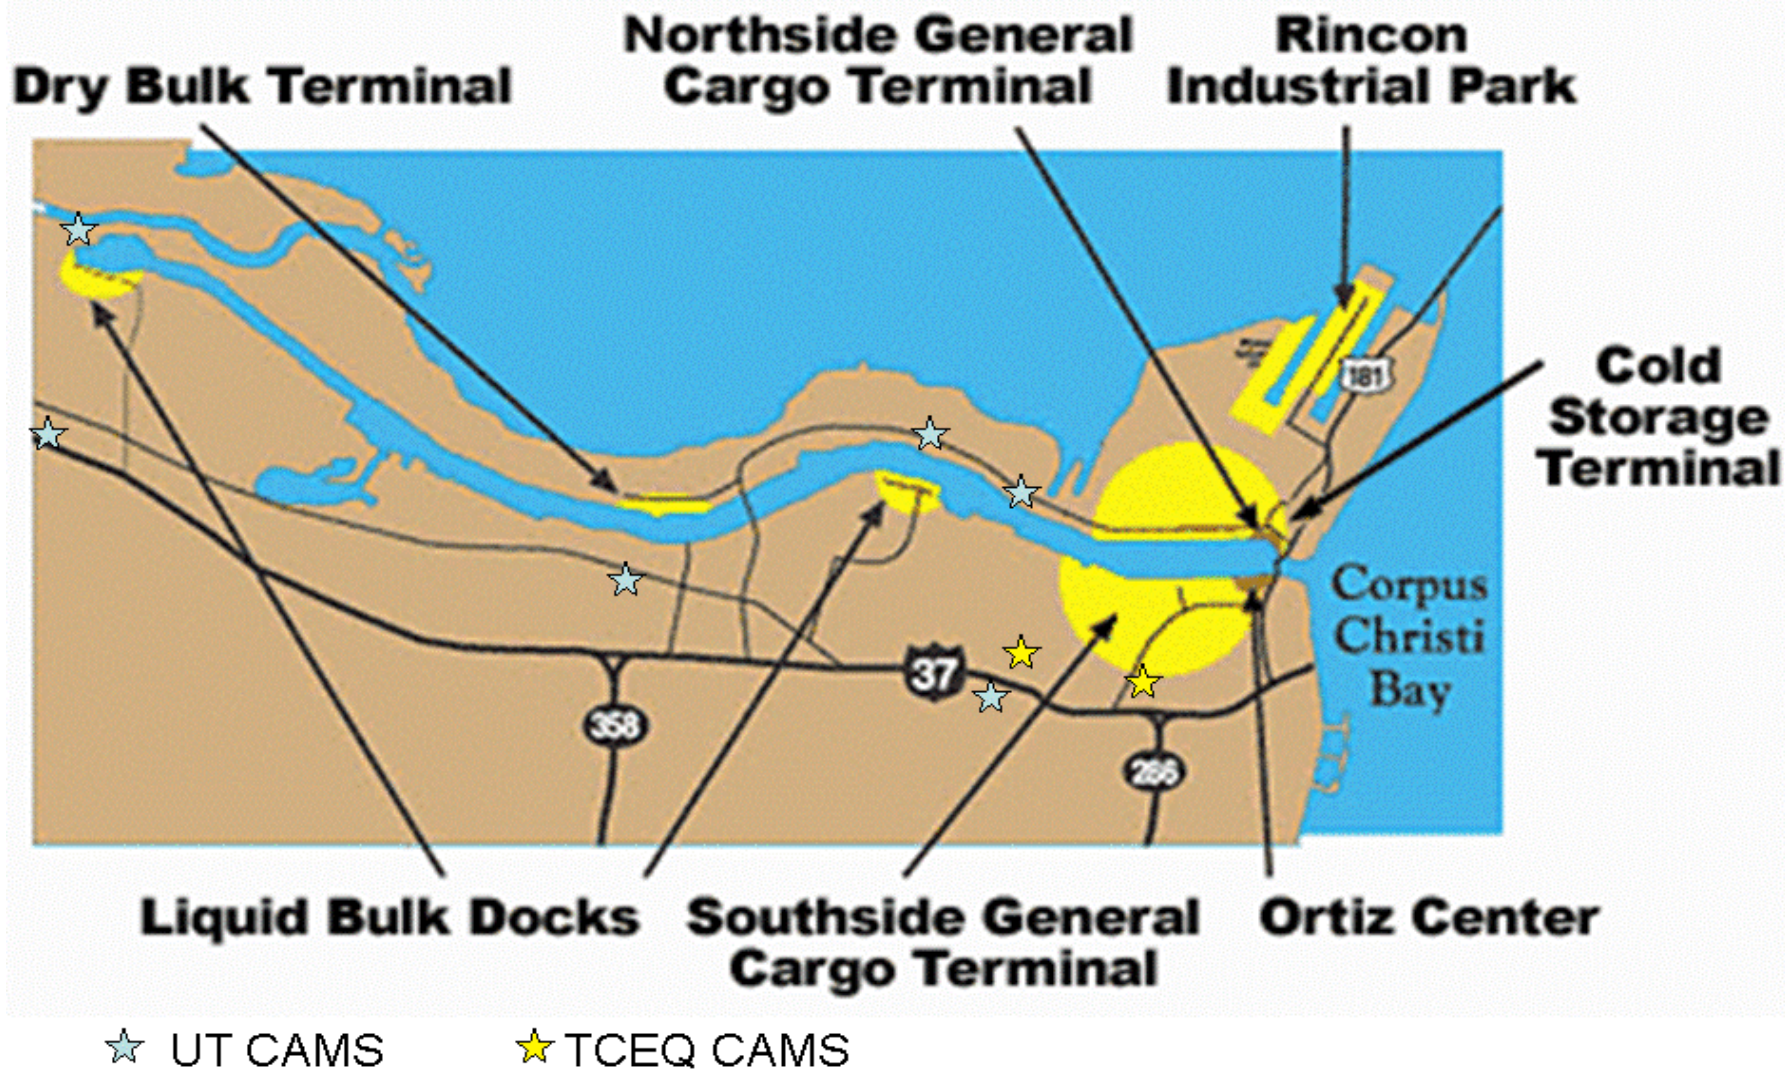 Northside General
Cargo Terminal
Rincon
Industrial Park
Dry Bulk Terminal
181
Cold
Storage
Terminal
Corpus
Christi
Bay
37
358
286
Liquid Bulk Docks
Southside General
Cargo Terminal
Ortiz Center
UT CAMS
TCEQ CAMS